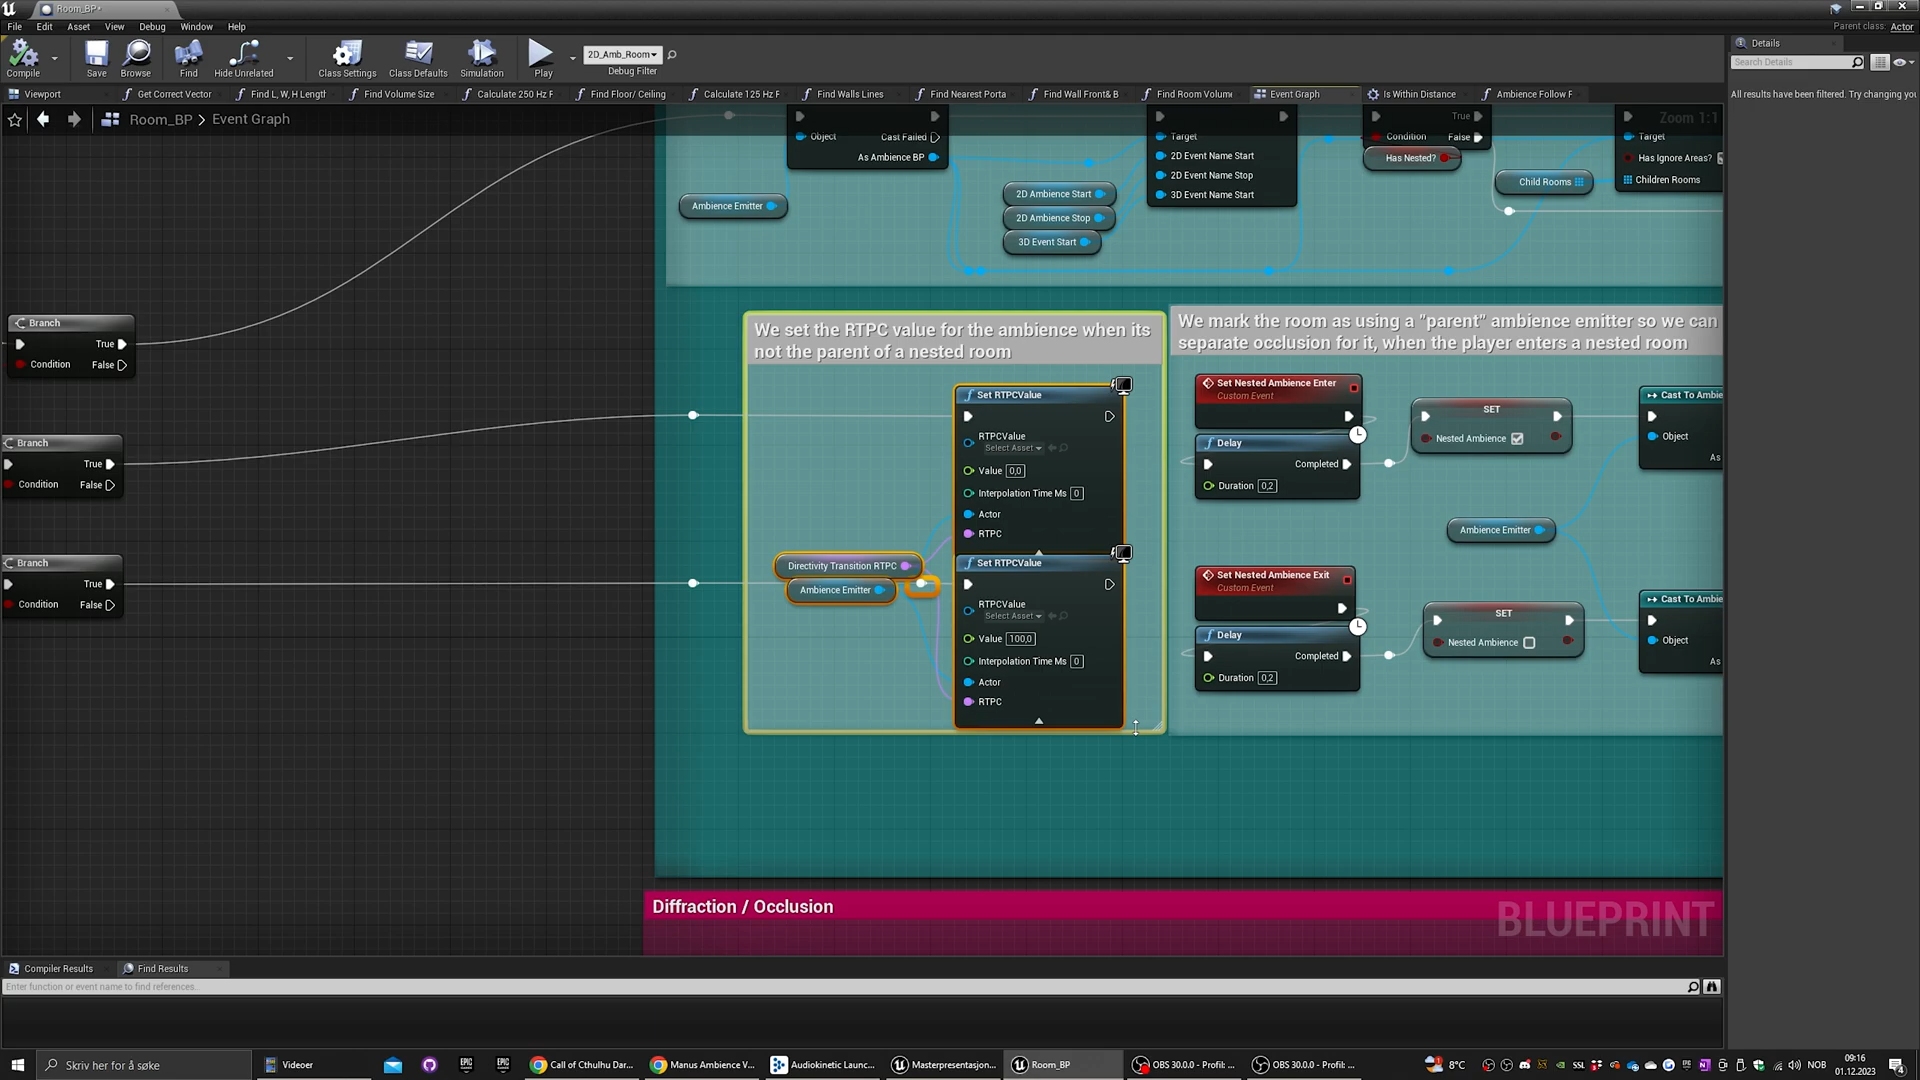 Room_BP*
File Edit Asset View Debug Window Help
Parent class: Actor
Compile
Save
Browse
Find
Hide Unrelated
Class Settings
Class Defaults
Simulation
Play
2D_Amb_Room
Debug Filter
Details
Search Details
All results have been filtered. Try changing you
Viewport
Get Correct Vector
Find L, W, H Length
Find Volume Size
Calculate 250 Hz F
Find Floor/ Ceiling
Calculate 125 Hz F
Find Walls Lines
Find Nearest Porta
Find Wall Front& B
Find Room Volume
Event Graph
Is Within Distance
Ambience Follow F
Room_BP > Event Graph
Zoom 1:1
Object
Cast Failed
As Ambience BP
Ambience Emitter
2D Ambience Start
2D Ambience Stop
3D Event Start
Target
2D Event Name Start
2D Event Name Stop
3D Event Name Start
True
Condition
False
Has Nested?
Child Rooms
Target
Has Ignore Areas?
Children Rooms
Branch
True
Condition
False
Branch
True
Condition
False
Branch
True
Condition
False
We set the RTPC value for the ambience when its
not the parent of a nested room
Set RTPCValue
RTPCValue
Select Asset
Value 0,0
Interpolation Time Ms 0
Actor
RTPC
Directivity Transition RTPC
Ambience Emitter
Set RTPCValue
RTPCValue
Select Asset
Value 100,0
Interpolation Time Ms 0
Actor
RTPC
We mark the room as using a "parent" ambience emitter so we can
separate occlusion for it, when the player enters a nested room
Set Nested Ambience Enter
Custom Event
Delay
Completed
Duration 0,2
SET
Nested Ambience
Cast To Ambie
Object
As
Ambience Emitter
Set Nested Ambience Exit
Custom Event
Delay
Completed
Duration 0,2
SET
Nested Ambience
Cast To Ambie
Object
As
Diffraction / Occlusion
BLUEPRINT
Compiler Results
Find Results
Enter function or event name to find references...
Skriv her for å søke
Videoer
EPIC GAMES
EPIC GAMES
Call of Cthulhu Dar...
Manus Ambience V...
Audiokinetic Launc...
Masterpresentasjon...
Room_BP
OBS 30.0.0 - Profil: ...
OBS 30.0.0 - Profil: ...
8°C
SSL
NOB
09:16
01.12.2023